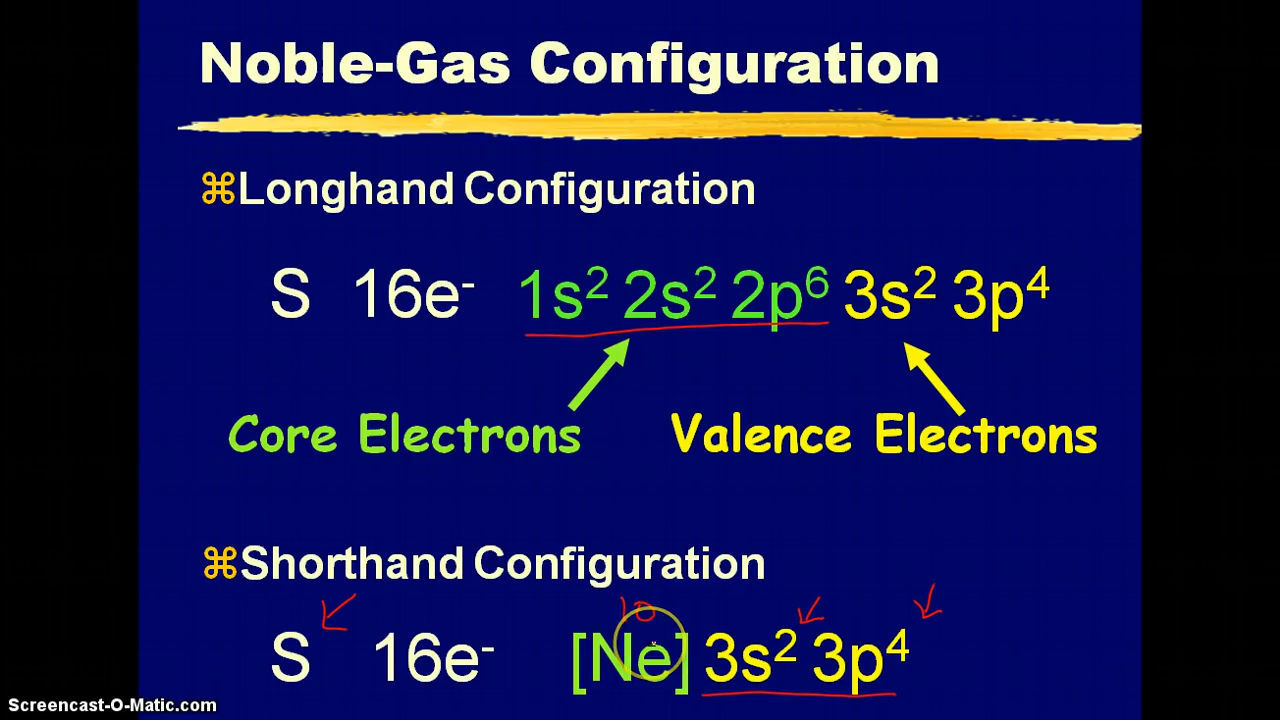 Noble-Gas Configuration
⌘Longhand Configuration
S 16e⁻ 1s² 2s² 2p⁶ 3s² 3p⁴
Core Electrons Valence Electrons
⌘Shorthand Configuration
10
S 16e⁻ [Ne] 3s² 3p⁴
Screencast-O-Matic.com